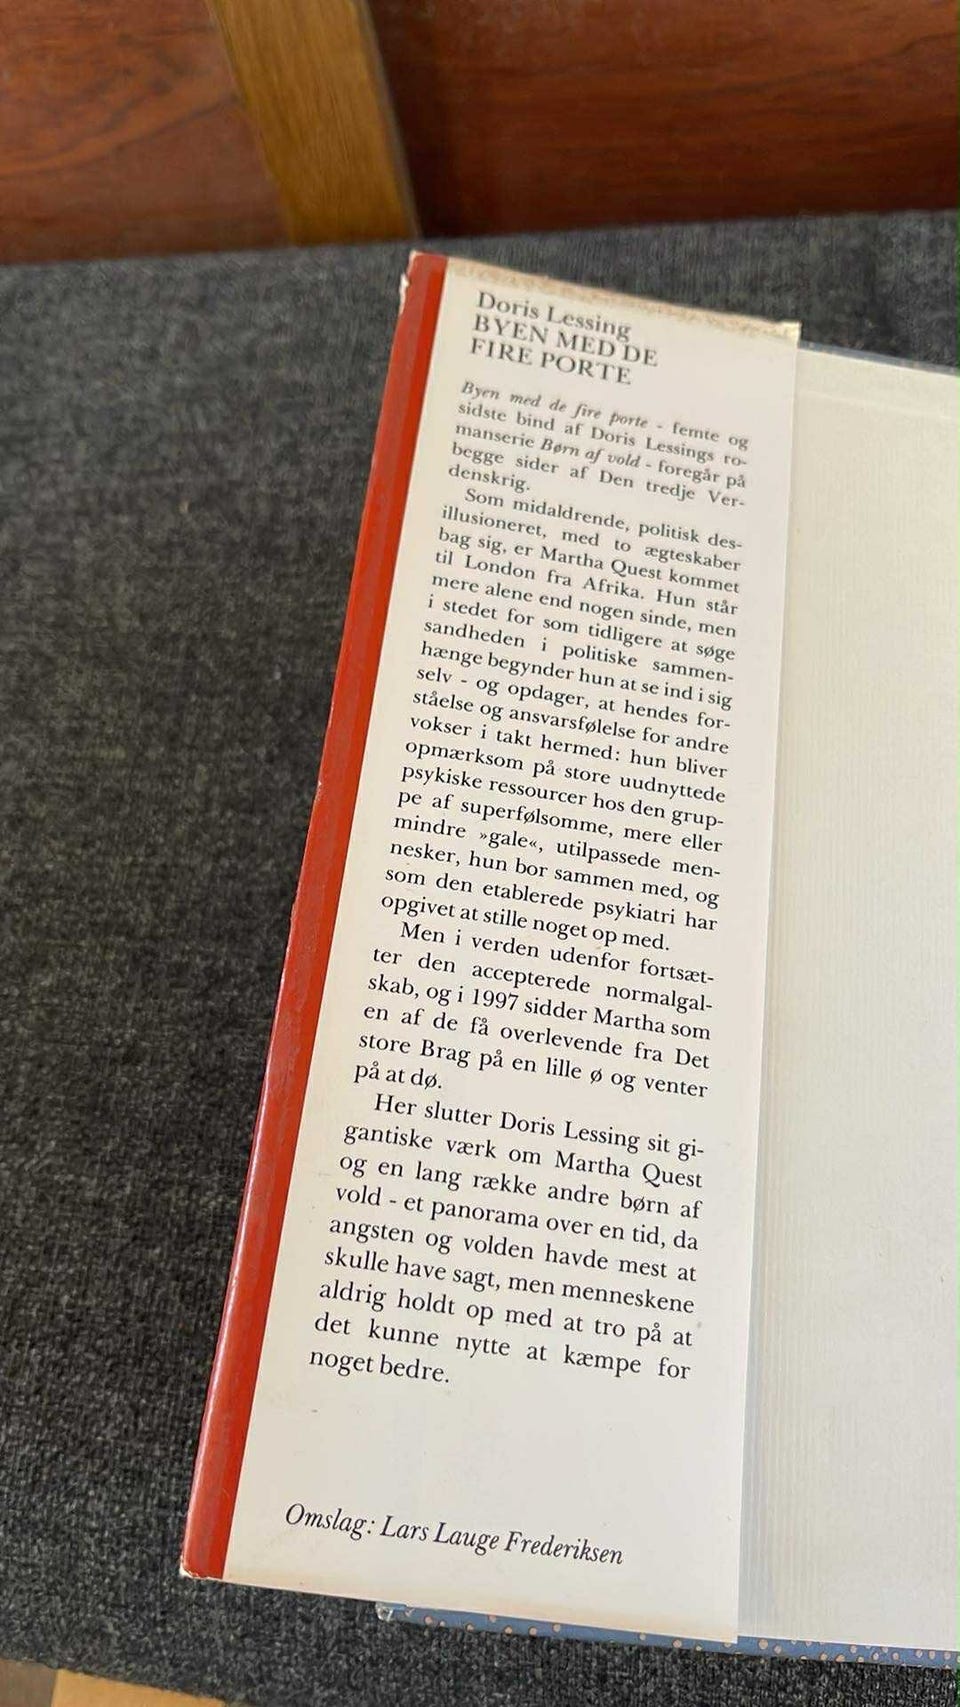 Doris Lessing
BYEN MED DE
FIRE PORTE
Byen med de fire porte - femte og
sidste bind af Doris Lessings ro-
manserie Børn af vold - foregår på
begge sider af Den tredje Ver-
denskrig.
Som midaldrende, politisk des-
illusioneret, med to ægteskaber
bag sig, er Martha Quest kommet
til London fra Afrika. Hun står
mere alene end nogen sinde, men
i stedet for som tidligere at søge
sandheden i politiske sammen-
hænge begynder hun at se ind i sig
selv - og opdager, at hendes for-
ståelse og ansvarsfølelse for andre
vokser i takt hermed: hun bliver
opmærksom på store uudnyttede
psykiske ressourcer hos den grup-
pe af superfølsomme, mere eller
mindre »gale«, utilpassede men-
nesker, hun bor sammen med, og
som den etablerede psykiatri har
opgivet at stille noget op med.
Men i verden udenfor fortsæt-
ter den accepterede normalgal-
skab, og i 1997 sidder Martha som
en af de få overlevende fra Det
store Brag på en lille ø og venter
på at dø.
Her slutter Doris Lessing sit gi-
gantiske værk om Martha Quest
og en lang række andre børn af
vold - et panorama over en tid, da
angsten og volden havde mest at
skulle have sagt, men menneskene
aldrig holdt op med at tro på at
det kunne nytte at kæmpe for
noget bedre.
Omslag: Lars Lauge Frederiksen